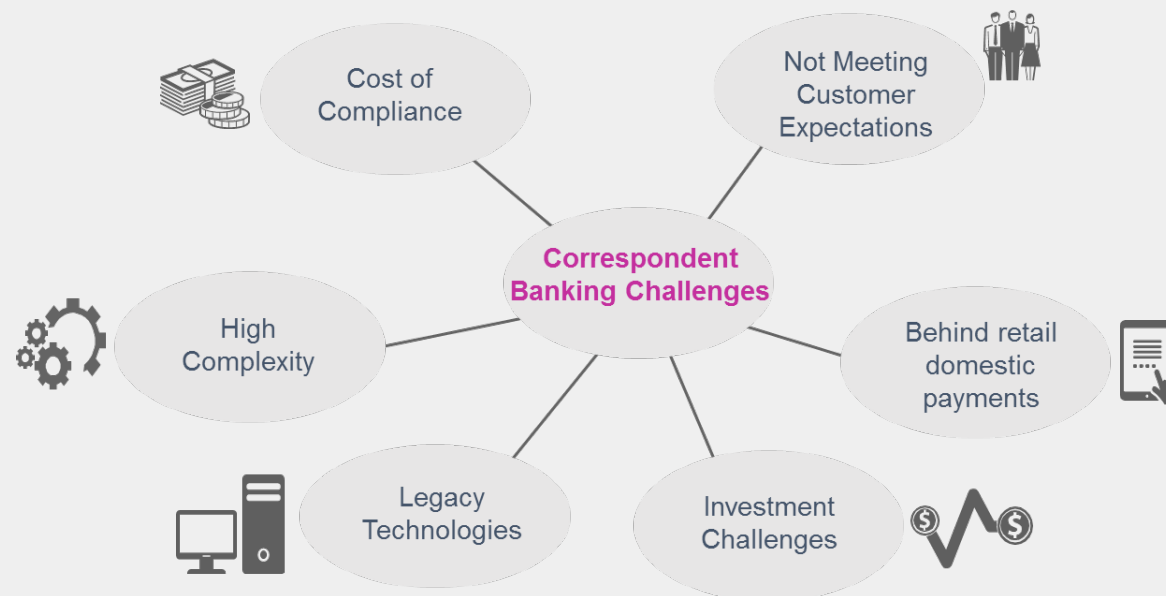 Cost of
Compliance
Not Meeting
Customer
Expectations
Correspondent
Banking Challenges
High
Complexity
Behind retail
domestic
payments
Legacy
Technologies
Investment
Challenges
$
$